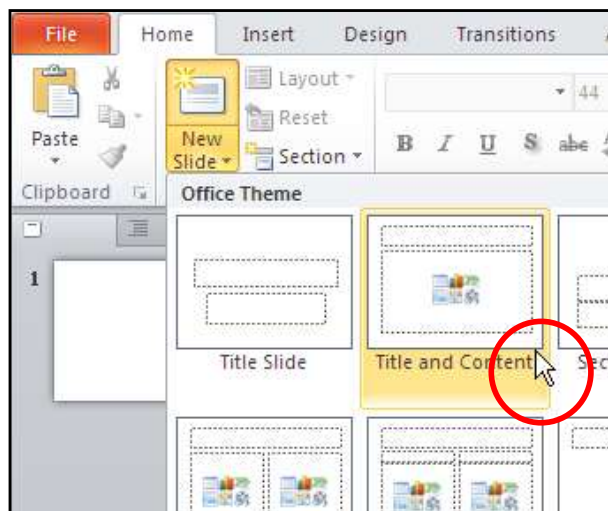 File Home Insert Design Transitions
Layout
Reset
Section
Paste
New
Slide
44
B I U S abc
Clipboard
Office Theme
1
Title Slide
Title and Content